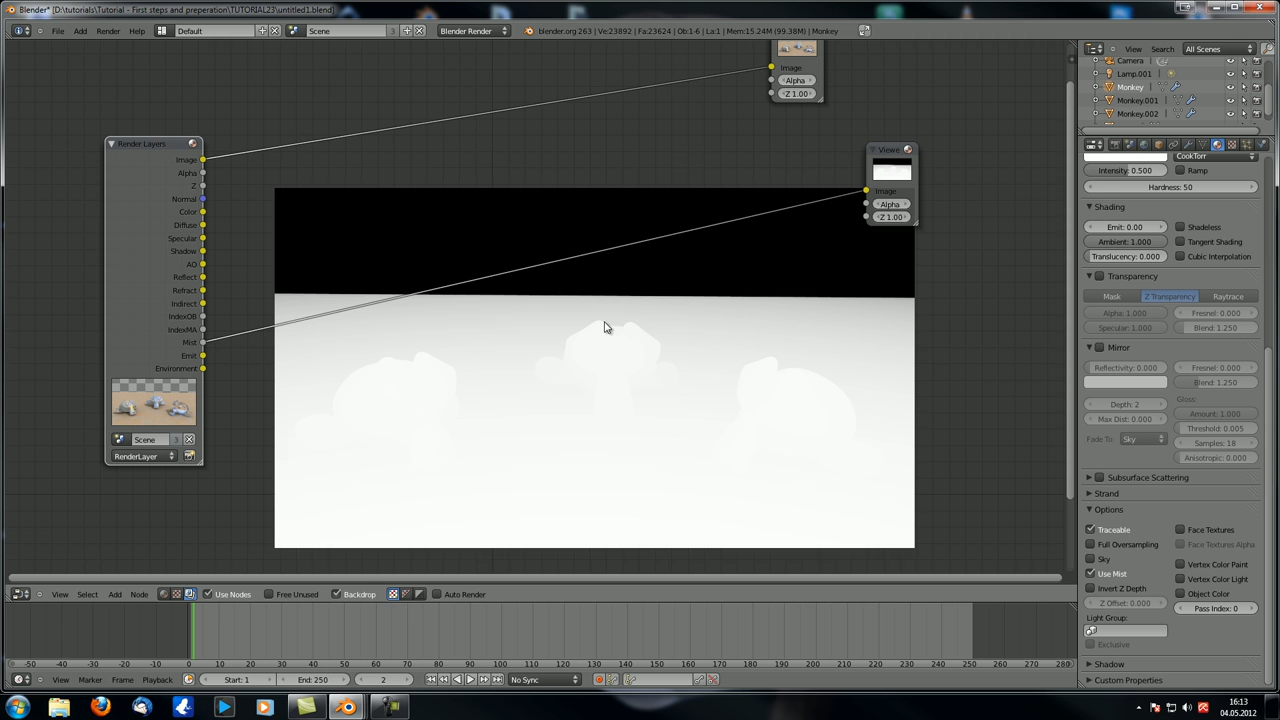 Blender* [D:\tutorials\Tutorial - First steps and preperation\TUTORIAL23\untitled1.blend]
File Add Render Help Default Scene 3 Blender Render blender.org 263 | Ve:23892 | Fa:23624 | Ob:1-6 | La:1 | Mem:15.24M (99.38M) | Monkey
View Search All Scenes
Camera
Lamp.001
Monkey
Monkey.001
Monkey.002
Image
Alpha
Z 1.00
Render Layers
Image
Alpha
Z
Normal
Color
Diffuse
Specular
Shadow
AO
Reflect
Refract
Indirect
IndexOB
IndexMA
Mist
Emit
Environment
Scene 3
RenderLayer
Viewe
Image
Alpha
Z 1.00
CookTorr
Intensity: 0.500 Ramp
Hardness: 50
Shading
Emit: 0.00 Shadeless
Ambient: 1.000 Tangent Shading
Translucency: 0.000 Cubic Interpolation
Transparency
Mask Z Transparency Raytrace
Alpha: 1.000 Fresnel: 0.000
Specular: 1.000 Blend: 1.250
Mirror
Reflectivity: 0.000 Fresnel: 0.000
Blend: 1.250
Depth: 2 Gloss:
Max Dist: 0.000 Amount: 1.000
Threshold: 0.005
Fade To: Sky Samples: 18
Anisotropic: 0.000
Subsurface Scattering
Strand
Options
Traceable Face Textures
Full Oversampling Face Textures Alpha
Sky Vertex Color Paint
Use Mist Vertex Color Light
Invert Z Depth Object Color
Z Offset: 0.000 Pass Index: 0
Light Group:
Exclusive
Shadow
Custom Properties
View Select Add Node Use Nodes Free Unused Backdrop Auto Render
-50 -40 -30 -20 -10 0 10 20 30 40 50 60 70 80 90 100 110 120 130 140 150 160 170 180 190 200 210 220 230 240 250 260 270 280
View Marker Frame Playback Start: 1 End: 250 2 No Sync
16:13
04.05.2012